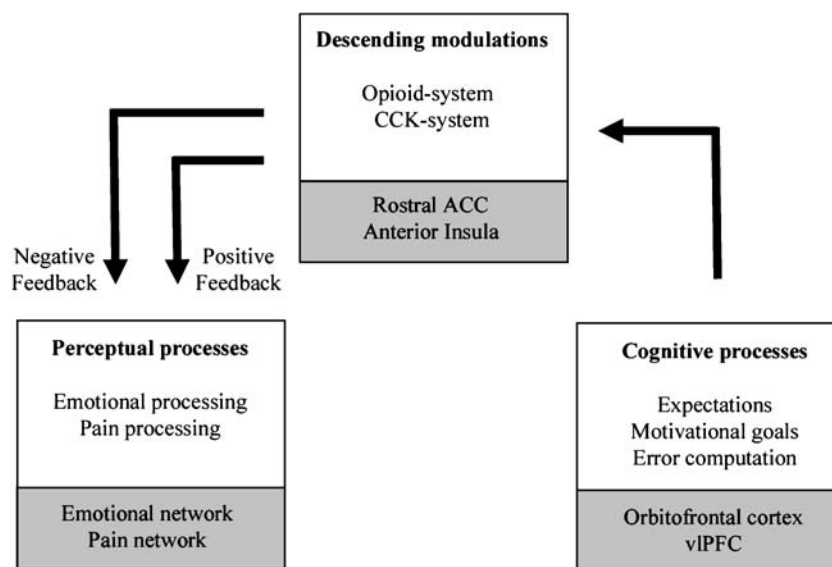 Descending modulations
Opioid-system
CCK-system
Rostral ACC
Anterior Insula
Negative
Feedback
Positive
Feedback
Perceptual processes
Emotional processing
Pain processing
Emotional network
Pain network
Cognitive processes
Expectations
Motivational goals
Error computation
Orbitofrontal cortex
vlPFC